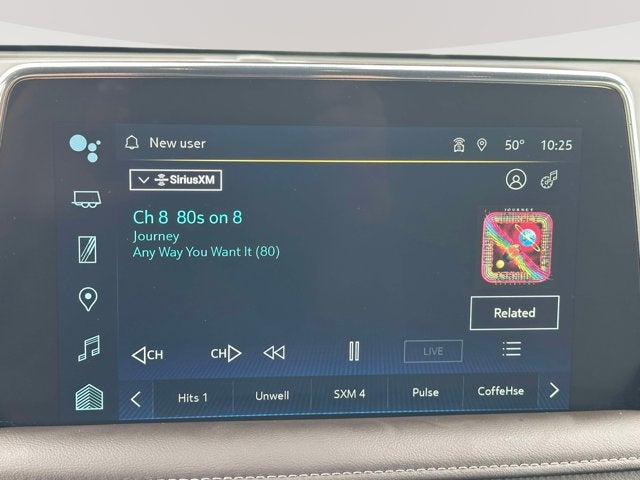 New user
50° 10:25
SiriusXM
Ch 8 80s on 8
Journey
Any Way You Want It (80)
JOURNEY
Related
CH CH LIVE
Hits 1 Unwell SXM 4 Pulse CoffeHse